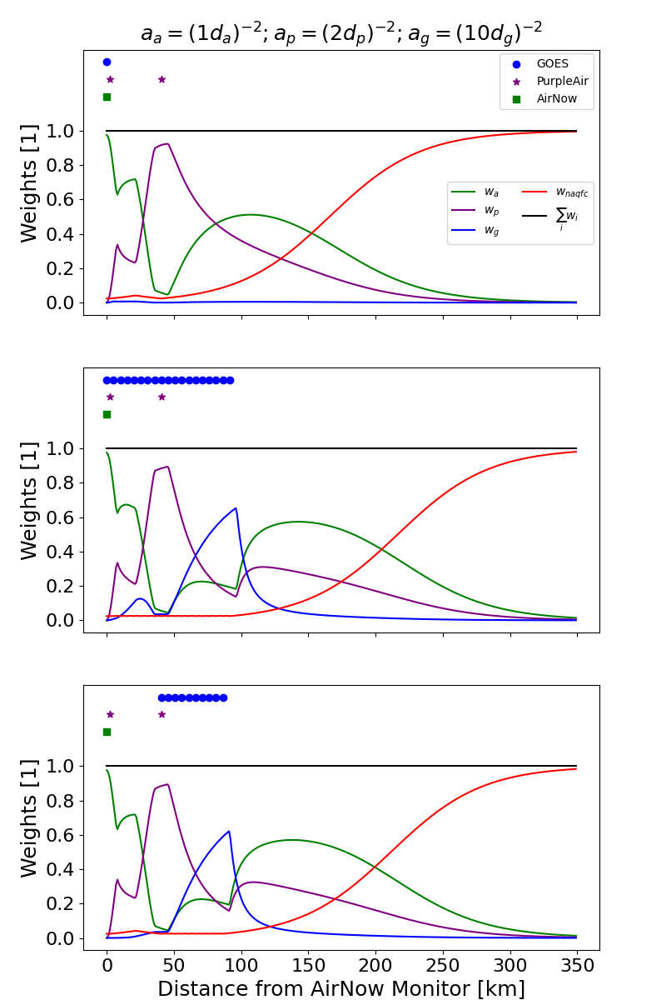 a_a = (1d_a)^{-2}; a_p = (2d_p)^{-2}; a_g = (10d_g)^{-2}
GOES
PurpleAir
AirNow
Weights [1]
1.0
0.8
0.6
0.4
0.2
0.0
w_a
w_p
w_g
w_{naqfc}
\sum_i w_i
Weights [1]
1.0
0.8
0.6
0.4
0.2
0.0
Weights [1]
1.0
0.8
0.6
0.4
0.2
0.0
0 50 100 150 200 250 300 350
Distance from AirNow Monitor [km]